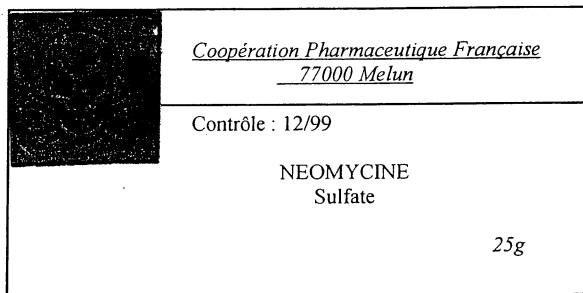 Coopération Pharmaceutique Française
77000 Melun
Contrôle : 12/99
NEOMYCINE
Sulfate
25g